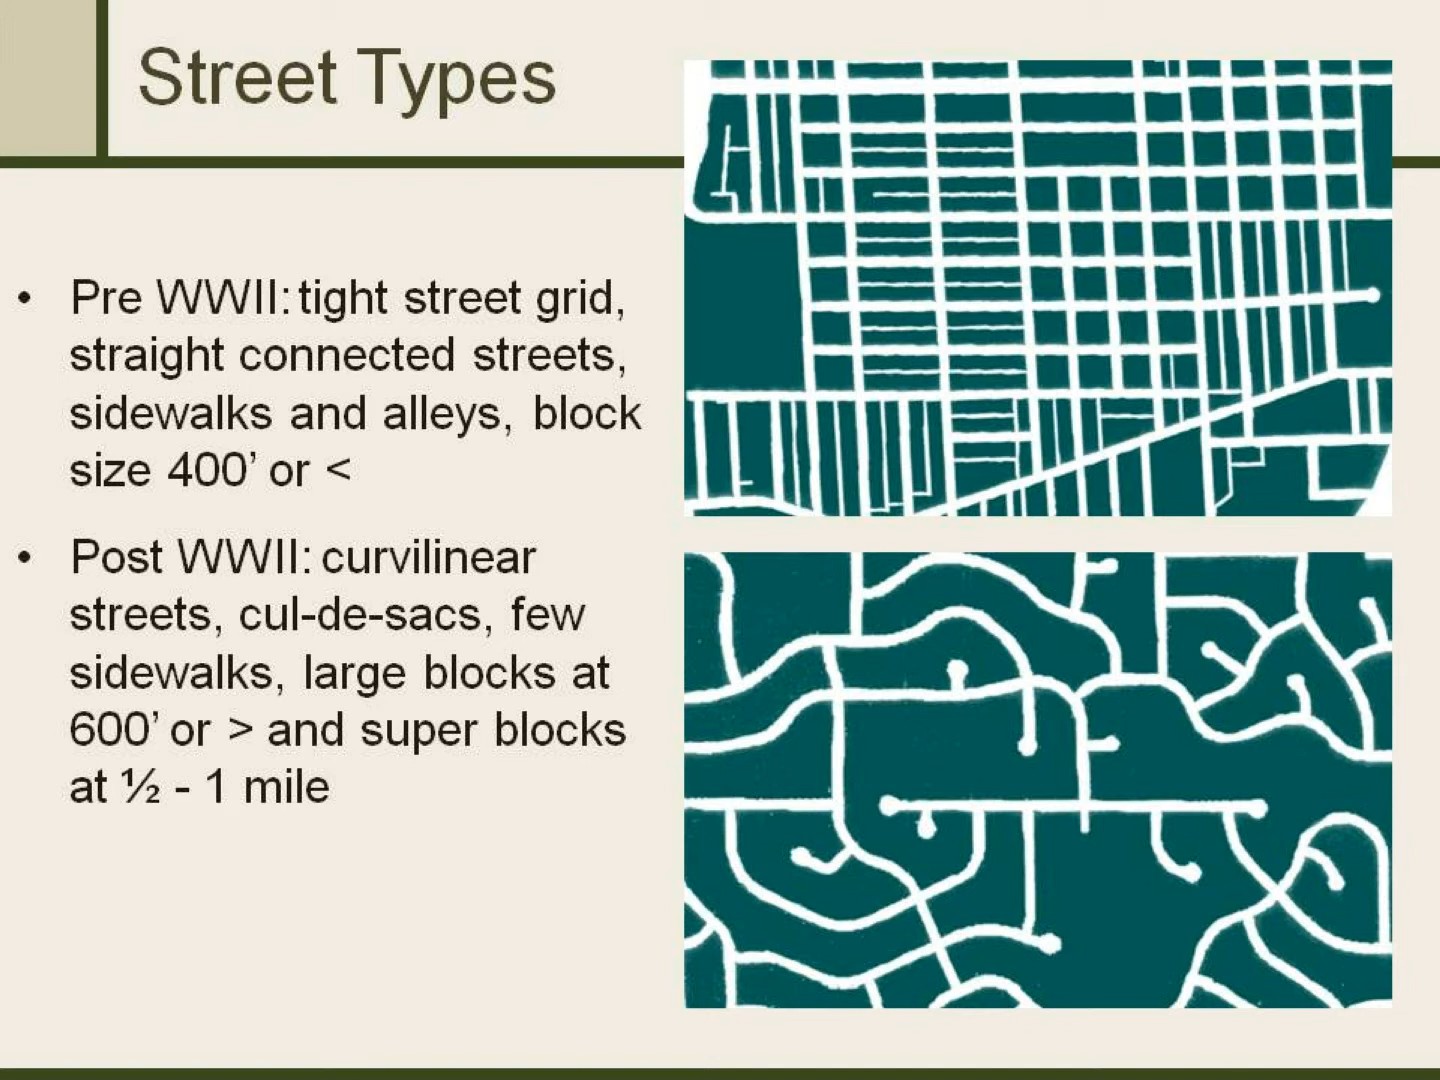 Street Types
• Pre WWII: tight street grid,
straight connected streets,
sidewalks and alleys, block
size 400’ or <
• Post WWII: curvilinear
streets, cul-de-sacs, few
sidewalks, large blocks at
600’ or > and super blocks
at ½ - 1 mile